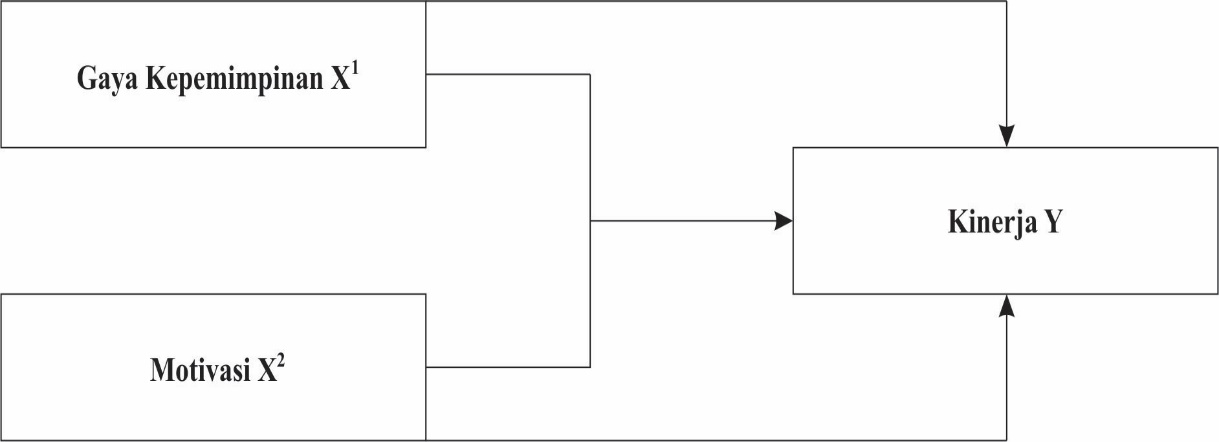 Gaya Kepemimpinan X¹
Kinerja Y
Motivasi X²